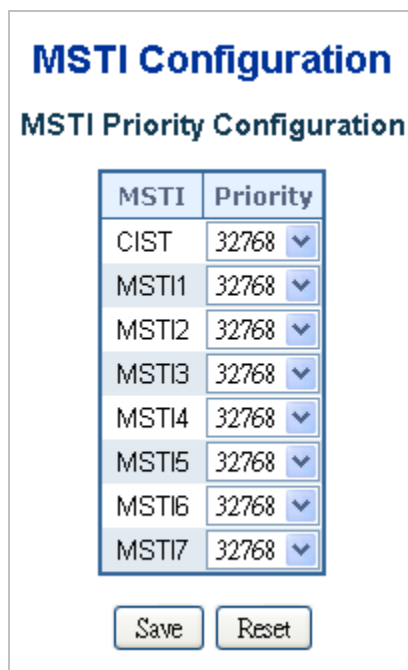 MSTI Configuration
MSTI Priority Configuration
MSTI Priority
CIST 32768
MSTI1 32768
MSTI2 32768
MSTI3 32768
MSTI4 32768
MSTI5 32768
MSTI6 32768
MSTI7 32768
Save Reset